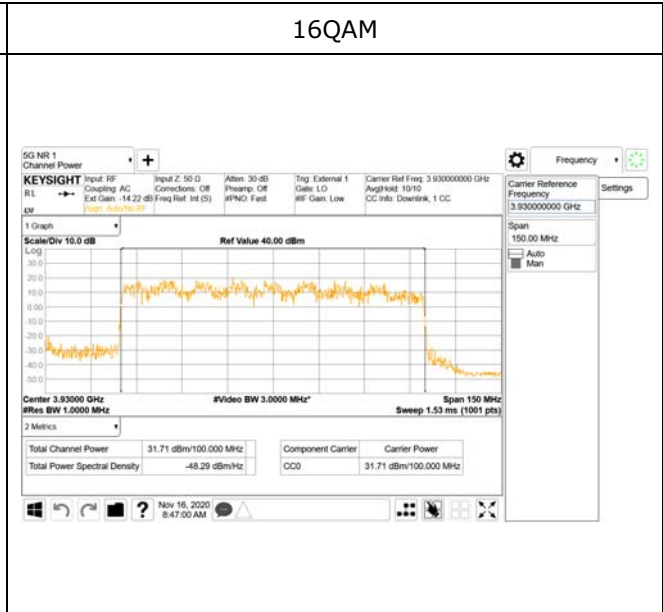 16QAM
5G NR 1
Channel Power
Frequency
KEYSIGHT Input: RF
Input Z: 50 Ω
Atten: 30 dB
Trig: External 1
Carrier Ref Freq: 3.930000000 GHz
RL
Coupling: AC
Corrections: Off
Preamp: Off
Gate: LO
Avg|Hold: 10/10
Ext Gain: -14.22 dB
Freq Ref: Int (S)
#PNO: Fast
#IF Gain: Low
CC Info: Downlink, 1 CC
Align: Auto/No RF
Carrier Reference
Frequency
3.930000000 GHz
Settings
Span
150.00 MHz
Auto
Man
1 Graph
Scale/Div 10.0 dB
Ref Value 40.00 dBm
Log
30.0
20.0
10.0
0.00
-10.0
-20.0
-30.0
-40.0
-50.0
Center 3.93000 GHz
#Video BW 3.0000 MHz*
Span 150 MHz
#Res BW 1.0000 MHz
Sweep 1.53 ms (1001 pts)
2 Metrics
Total Channel Power 31.71 dBm/100.000 MHz
Component Carrier Carrier Power
Total Power Spectral Density -48.29 dBm/Hz
CC0 31.71 dBm/100.000 MHz
?
Nov 16, 2020
8:47:00 AM